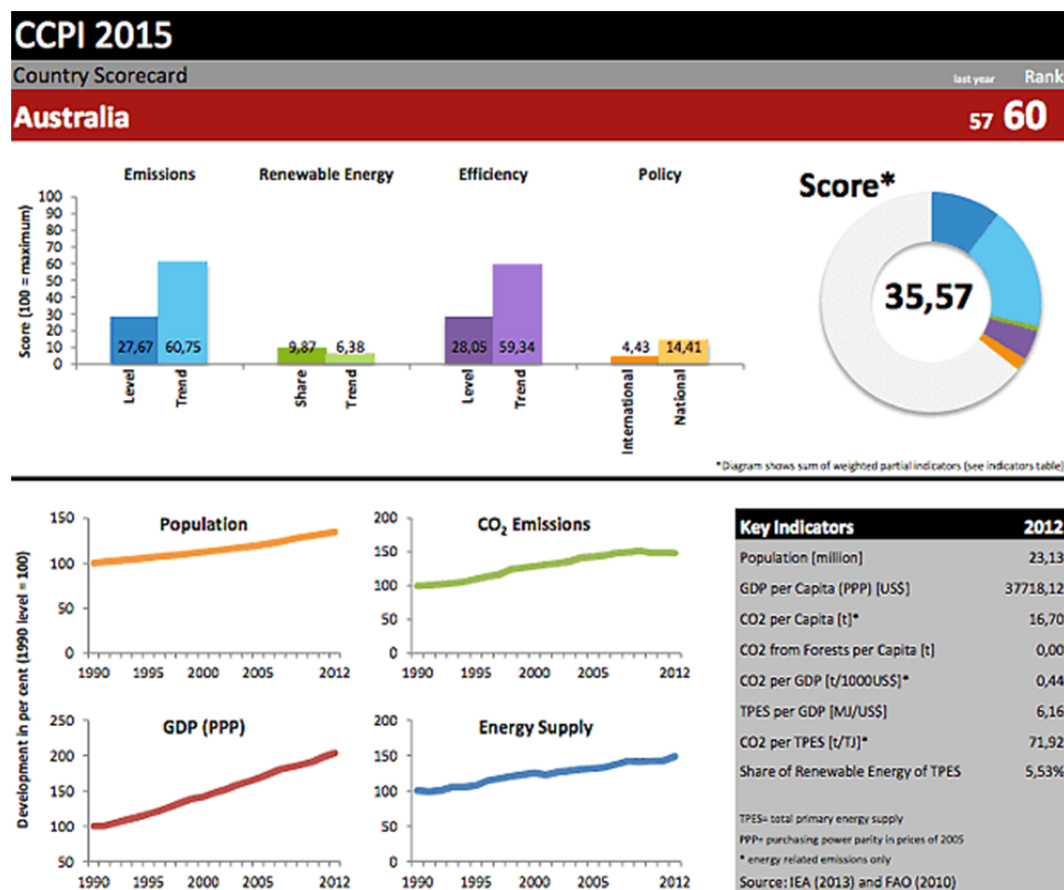 CCPI 2015
Country Scorecard last year Rank
Australia 57 60
Emissions Renewable Energy Efficiency Policy
Score*
Score (100 = maximum)
100
90
80
70
60
50
40
30
20
10
0
27,67 60,75 9,87 6,38 28,05 59,34 4,43 14,41
Level Trend Share Trend Level Trend International National
35,57
*Diagram shows sum of weighted partial indicators (see indicators table)
Development in per cent (1990 level = 100)
Population
150
100
50
0
1990 1995 2000 2005 2012
CO2 Emissions
200
150
100
50
0
1990 1995 2000 2005 2012
GDP (PPP)
250
200
150
100
50
1990 1995 2000 2005 2012
Energy Supply
200
150
100
50
0
1990 1995 2000 2005 2012
Key Indicators 2012
Population [million] 23,13
GDP per Capita (PPP) [US$] 37718,12
CO2 per Capita [t]* 16,70
CO2 from Forests per Capita [t] 0,00
CO2 per GDP [t/1000US$]* 0,44
TPES per GDP [MJ/US$] 6,16
CO2 per TPES [t/TJ]* 71,92
Share of Renewable Energy of TPES 5,53%
TPES= total primary energy supply
PPP= purchasing power parity in prices of 2005
* energy related emissions only
Source: IEA (2013) and FAO (2010)